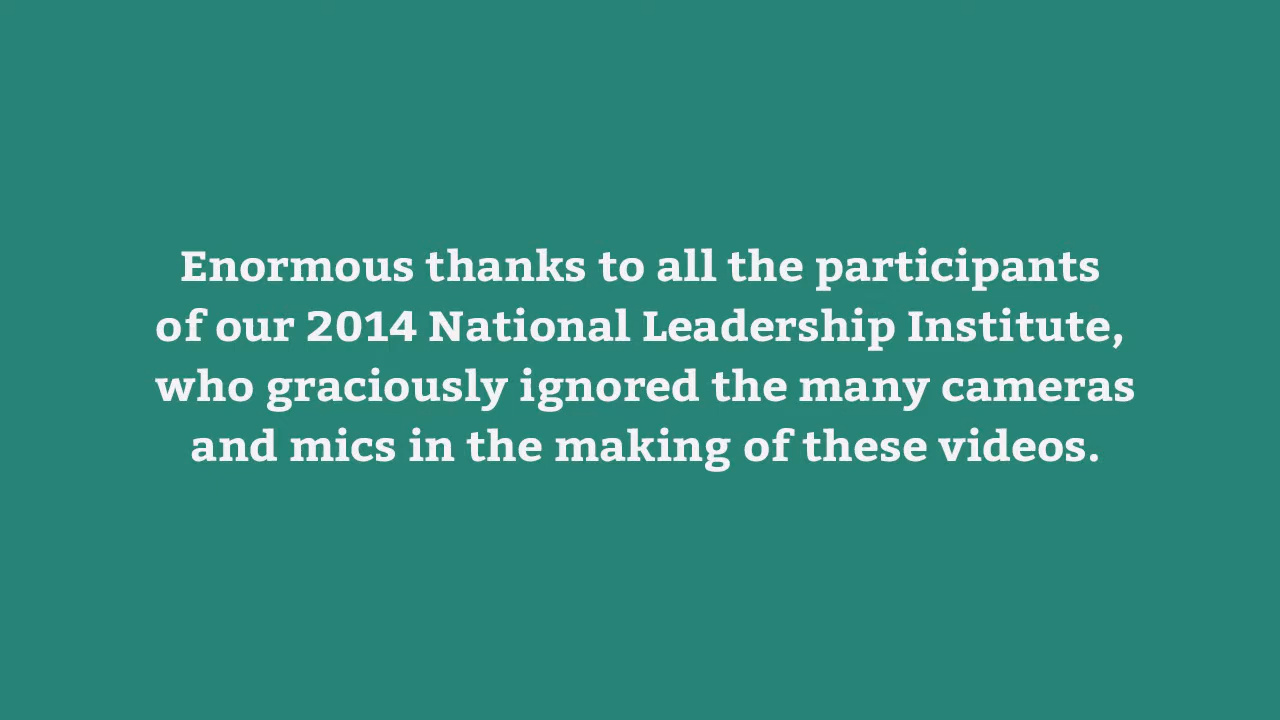 Enormous thanks to all the participants
of our 2014 National Leadership Institute,
who graciously ignored the many cameras
and mics in the making of these videos.